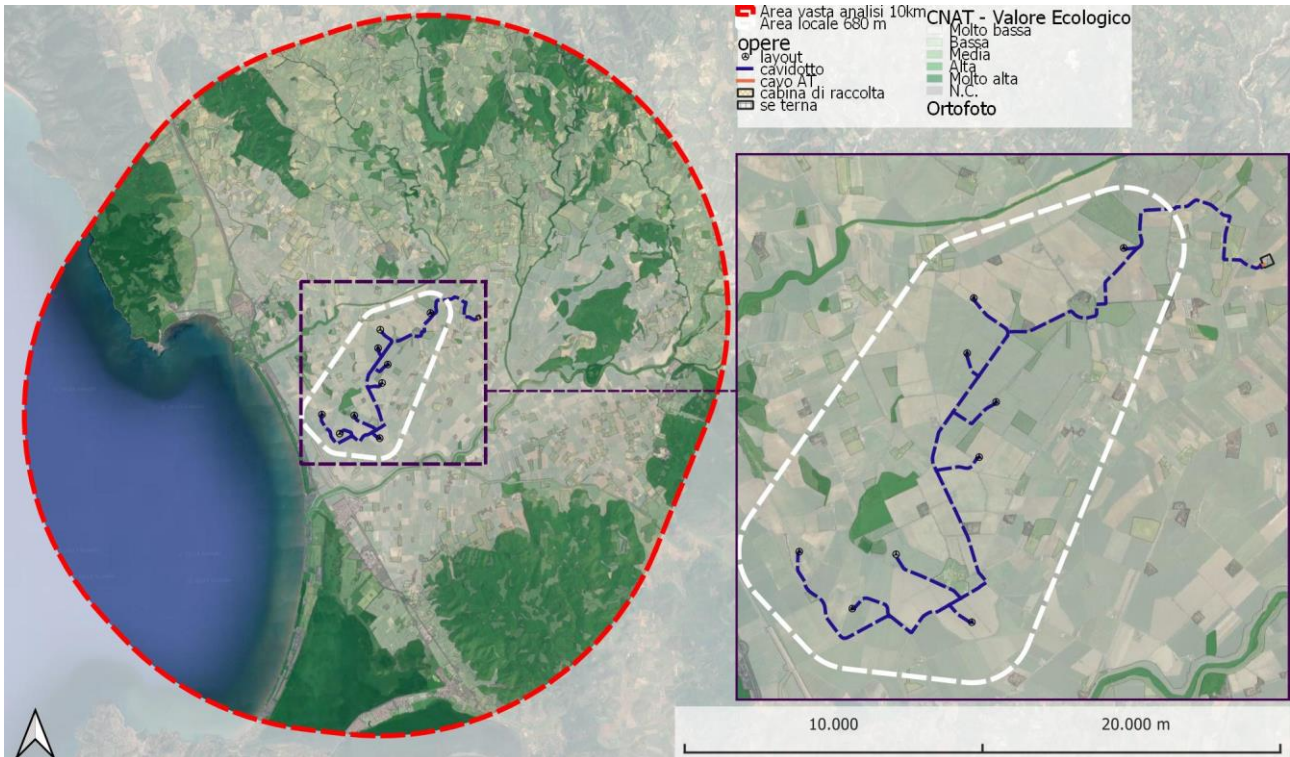 Area vasta analisi 10km
Area locale 680 m
opere
layout
cavidotto
cavo AT
cabina di raccolta
se terna
CNAT - Valore Ecologico
Molto bassa
Bassa
Media
Alta
Molto alta
N.C.
Ortofoto
10.000
20.000 m